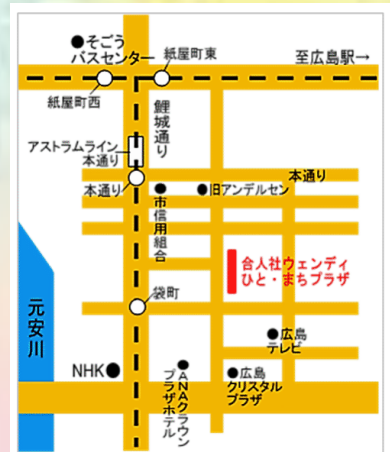 ●そごう
バスセンター
紙屋町東
至広島駅→
紙屋町西
鯉城通り
アストラムライン
本通り
本通り
本通り
●旧アンデルセン
●市信用組合
合人社ウェンディ
ひと・まちプラザ
元安川
袋町
●広島
テレビ
NHK●
●ANAクラウン
プラザホテル
●広島
クリスタル
プラザ